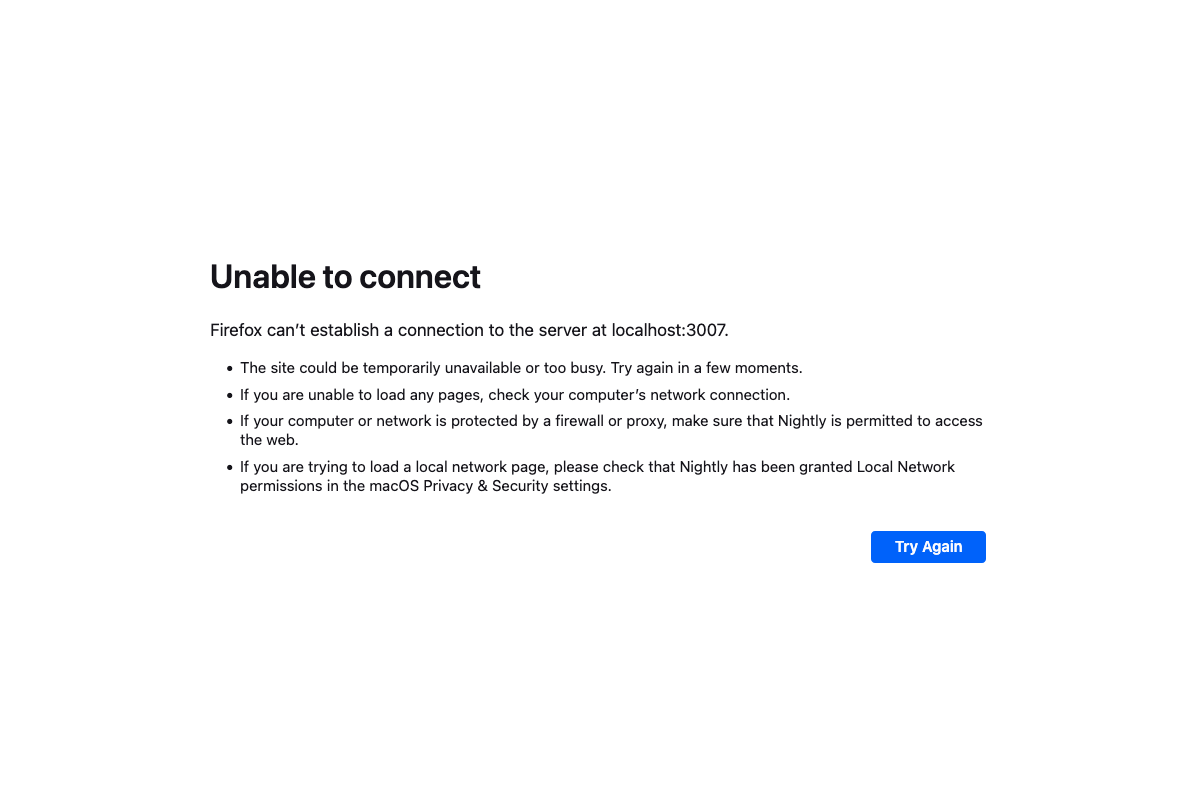 Unable to connect
Firefox can’t establish a connection to the server at localhost:3007.
• The site could be temporarily unavailable or too busy. Try again in a few moments.
• If you are unable to load any pages, check your computer’s network connection.
• If your computer or network is protected by a firewall or proxy, make sure that Nightly is permitted to access
the web.
• If you are trying to load a local network page, please check that Nightly has been granted Local Network
permissions in the macOS Privacy & Security settings.
Try Again